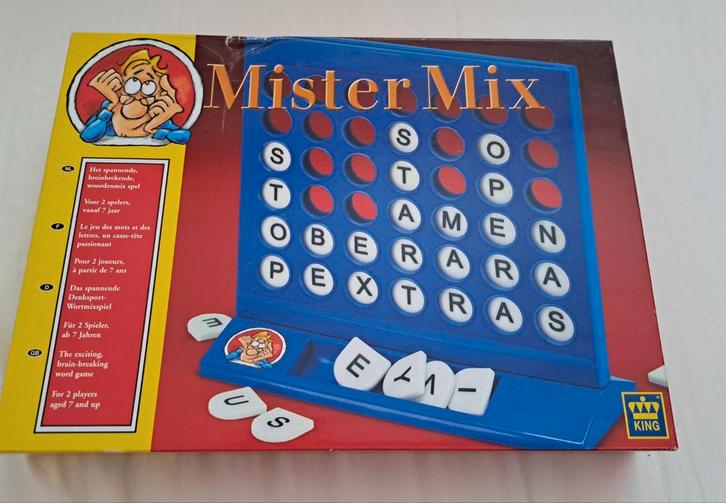 Mister Mix
NL
Het spannende,
breinbrekende,
woordenmix spel
Voor 2 spelers,
vanaf 7 jaar
F
Le jeu des mots et des
lettres, un casse-tête
passionant
Pour 2 joueurs,
à partir de 7 ans
D
Das spannende
Denksport-
Wortmixspiel
Für 2 Spieler,
ab 7 Jahren
GB
The exciting,
brain-breaking
word game
For 2 players
aged 7 and up
S O
S T P
T A M E N
O B E R A R A
P E X T R A S
E
E
U
S
KING